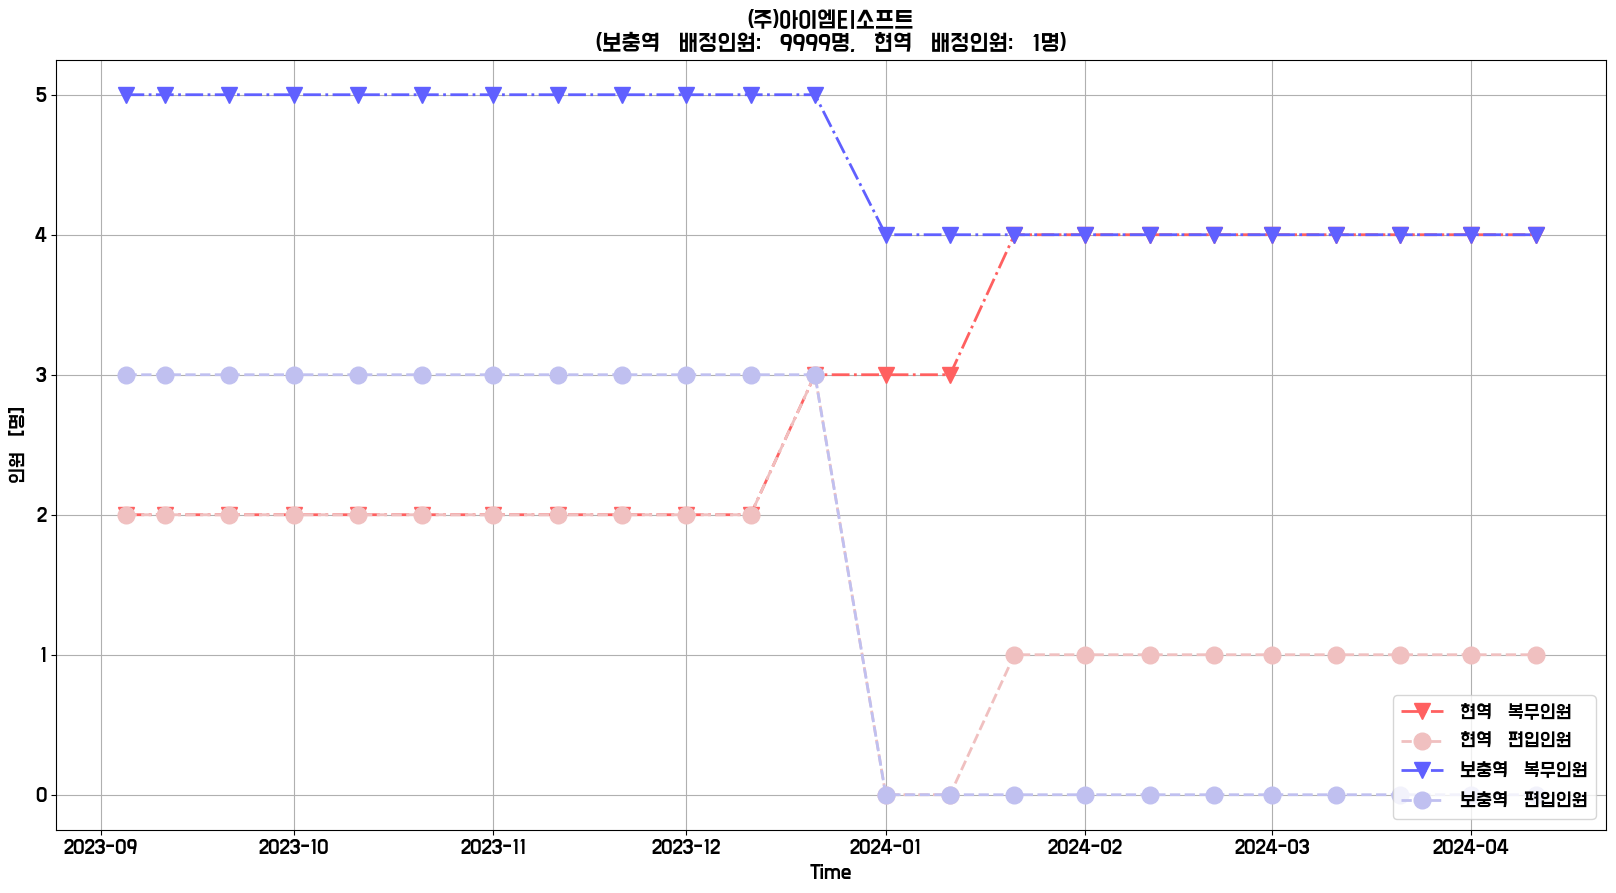 (주)아이엠티소프트
(보충역 배정인원: 9999명, 현역 배정인원: 1명)
인원 [명]
5
4
3
2
1
0
현역 복무인원
현역 편입인원
보충역 복무인원
보충역 편입인원
2023-09 2023-10 2023-11 2023-12 2024-01 2024-02 2024-03 2024-04
Time